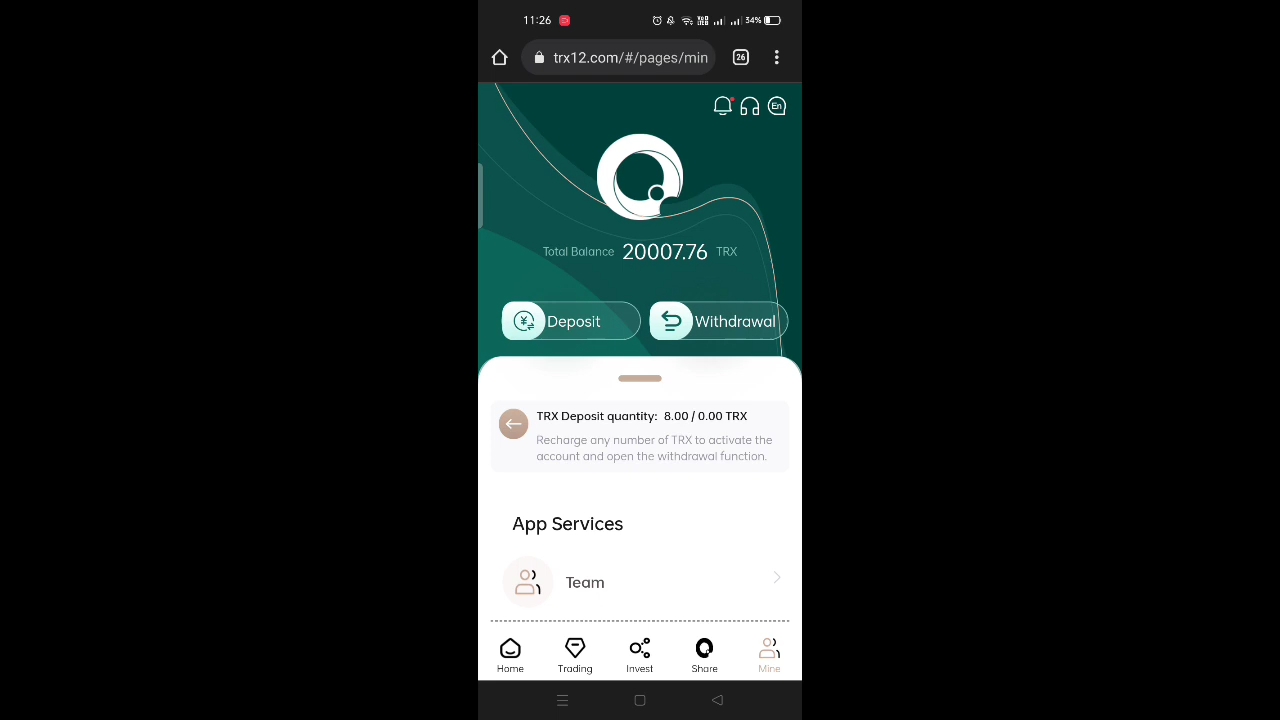 11:26
34%
26
trx12.com/#/pages/min
En
Total Balance 20007.76 TRX
Deposit
Withdrawal
TRX Deposit quantity: 8.00 / 0.00 TRX
Recharge any number of TRX to activate the
account and open the withdrawal function.
App Services
Team
Home
Trading
Invest
Share
Mine